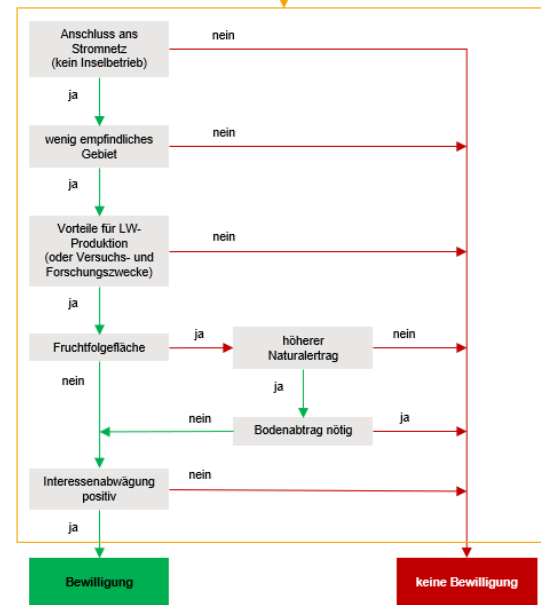 Anschluss ans
Stromnetz
(kein Inselbetrieb)
nein
ja
wenig empfindliches
Gebiet
nein
ja
Vorteile für LW-
Produktion
(oder Versuchs- und
Forschungszwecke)
nein
ja
Fruchtfolgefläche
ja
höherer
Naturalertrag
nein
nein
ja
nein
Bodenabtrag nötig
ja
Interessenabwägung
positiv
nein
ja
Bewilligung
keine Bewilligung